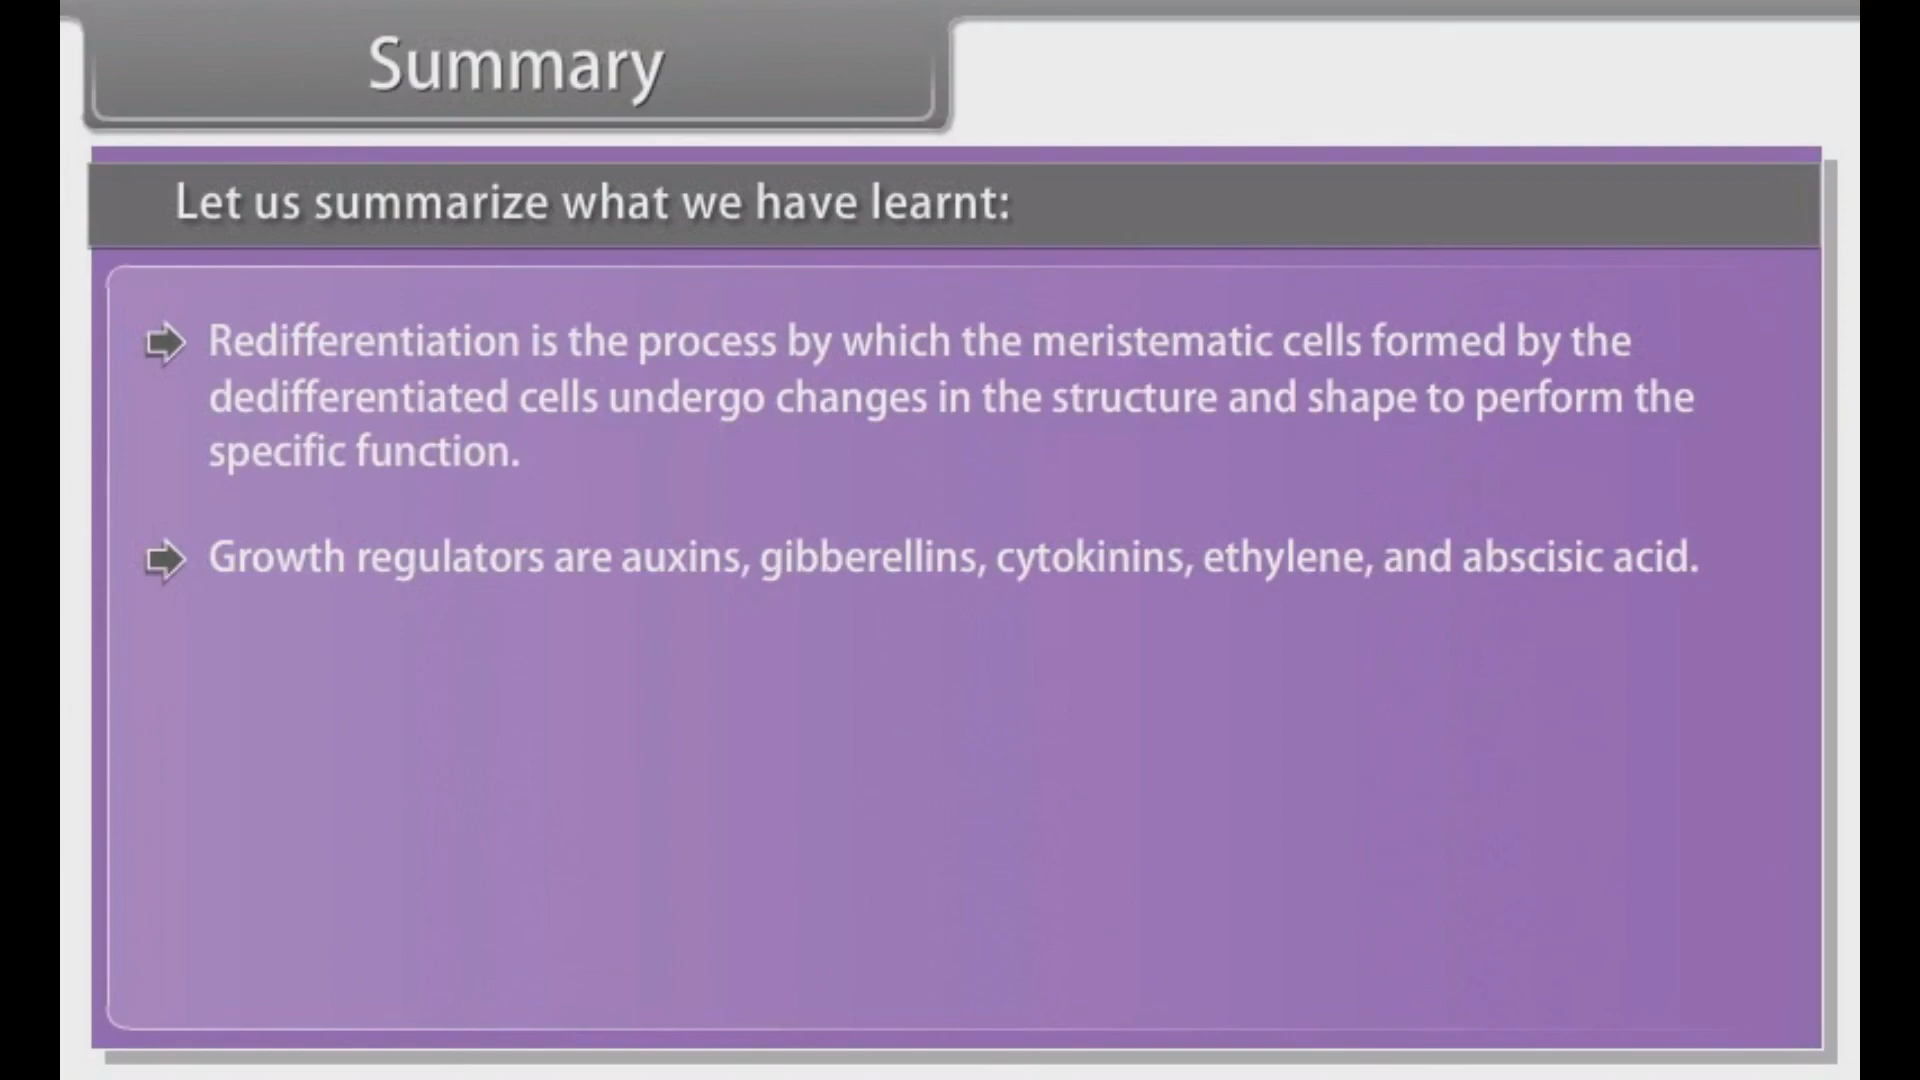 Summary
Let us summarize what we have learnt:
Redifferentiation is the process by which the meristematic cells formed by the
dedifferentiated cells undergo changes in the structure and shape to perform the
specific function.
Growth regulators are auxins, gibberellins, cytokinins, ethylene, and abscisic acid.